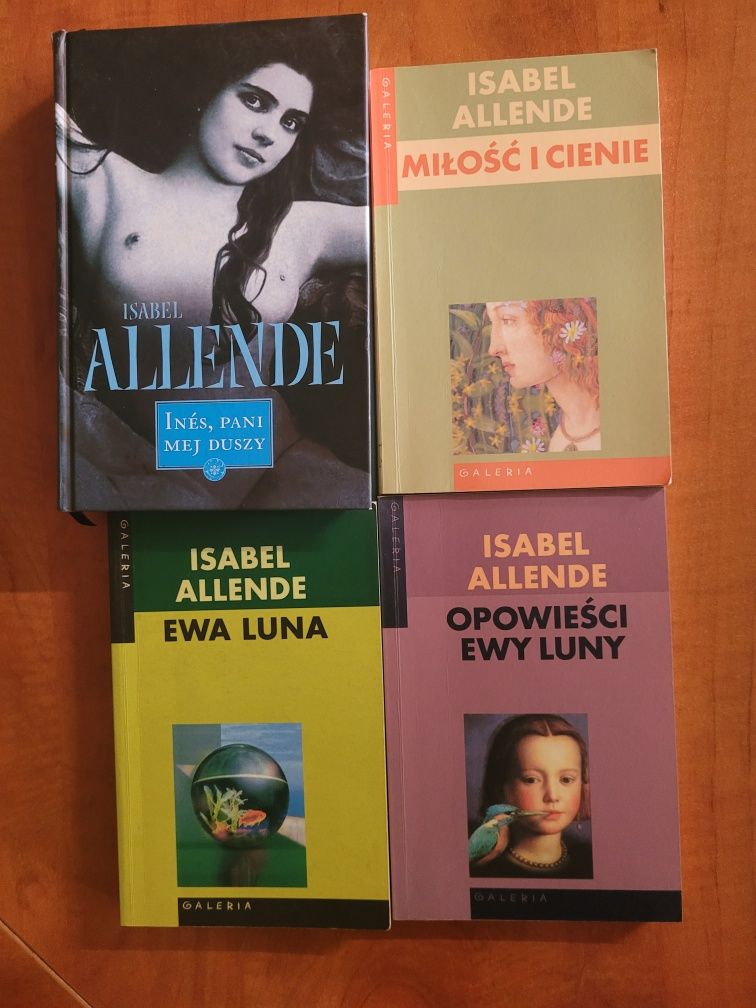 ISABEL
ALLENDE
INÉS, PANI
MEJ DUSZY
GALERIA
ISABEL
ALLENDE
MIŁOŚĆ I CIENIE
GALERIA
GALERIA
ISABEL
ALLENDE
EWA LUNA
GALERIA
GALERIA
ISABEL
ALLENDE
OPOWIEŚCI
EWY LUNY
GALERIA